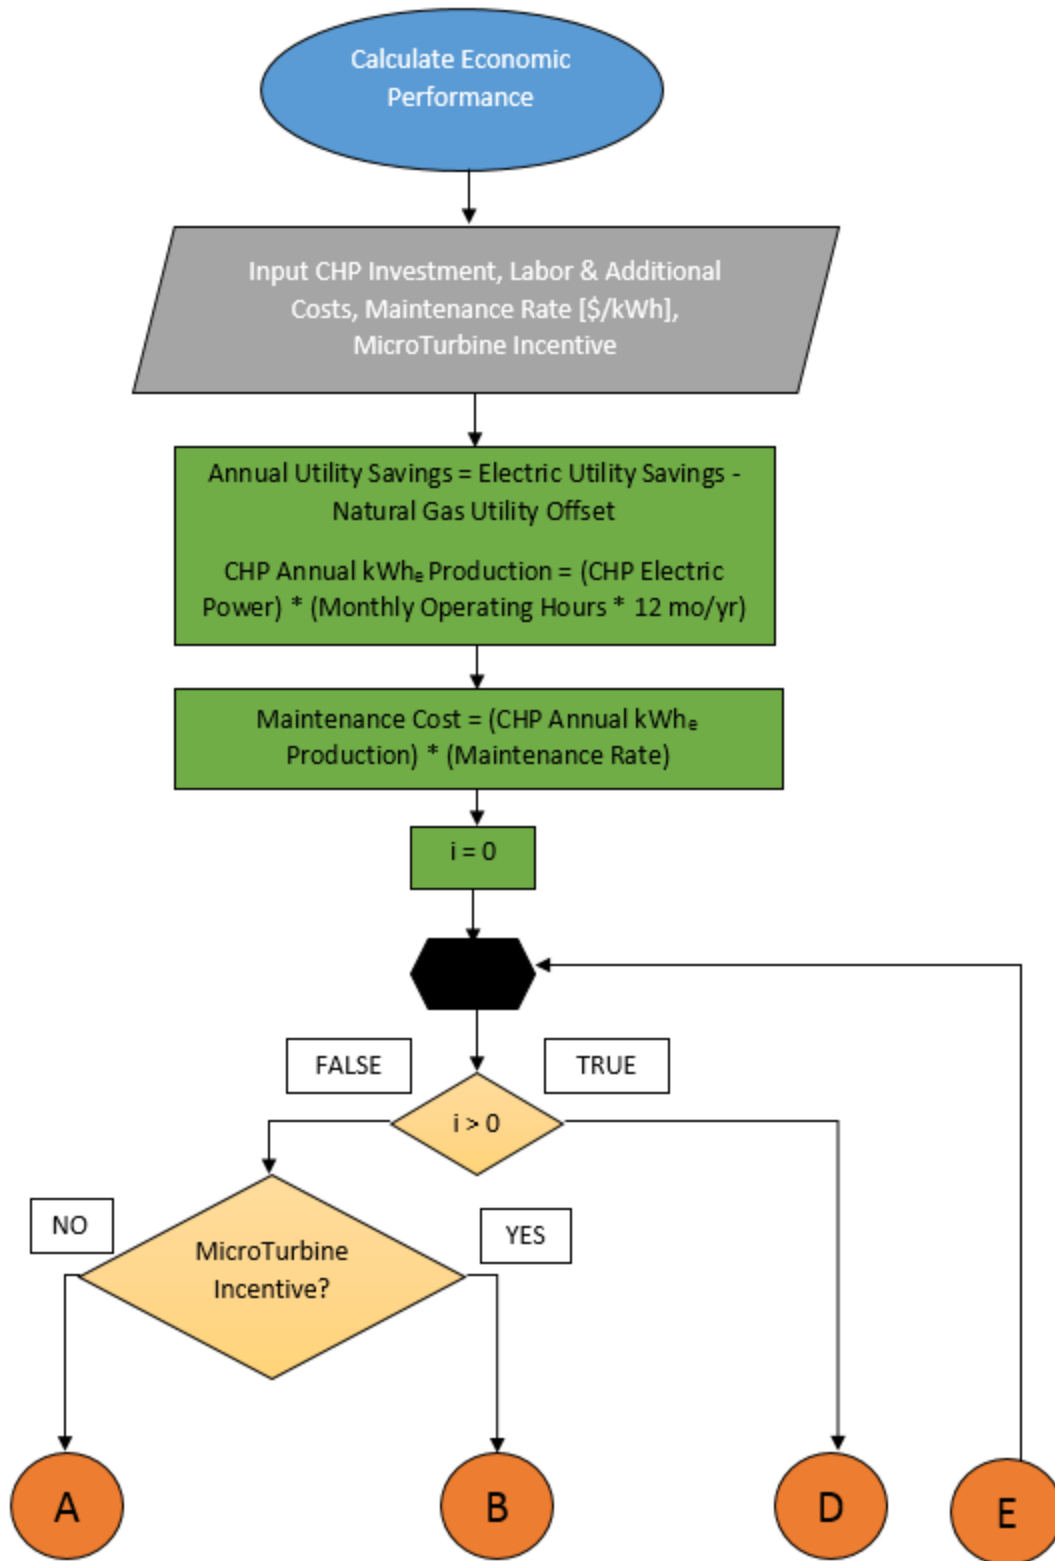 Calculate Economic
Performance
Input CHP Investment, Labor & Additional
Costs, Maintenance Rate [$/kWh],
MicroTurbine Incentive
Annual Utility Savings = Electric Utility Savings -
Natural Gas Utility Offset
CHP Annual kWhₑ Production = (CHP Electric
Power) * (Monthly Operating Hours * 12 mo/yr)
Maintenance Cost = (CHP Annual kWhₑ
Production) * (Maintenance Rate)
i = 0
FALSE
TRUE
i > 0
NO
YES
MicroTurbine
Incentive?
A
B
D
E